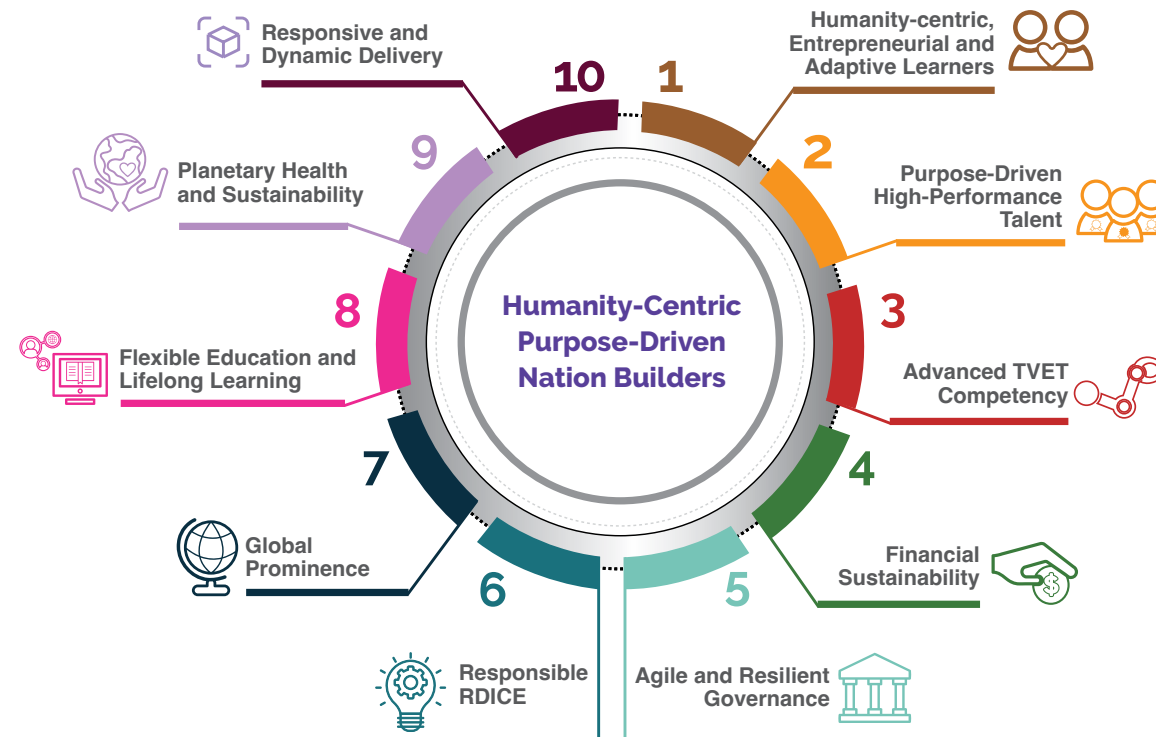 Humanity-Centric
Purpose-Driven
Nation Builders
1
Humanity-centric,
Entrepreneurial and
Adaptive Learners
2
Purpose-Driven
High-Performance
Talent
3
Advanced TVET
Competency
4
Financial
Sustainability
$
5
Agile and Resilient
Governance
6
Responsible
RDICE
7
Global
Prominence
8
Flexible Education and
Lifelong Learning
9
Planetary Health
and Sustainability
10
Responsive and
Dynamic Delivery